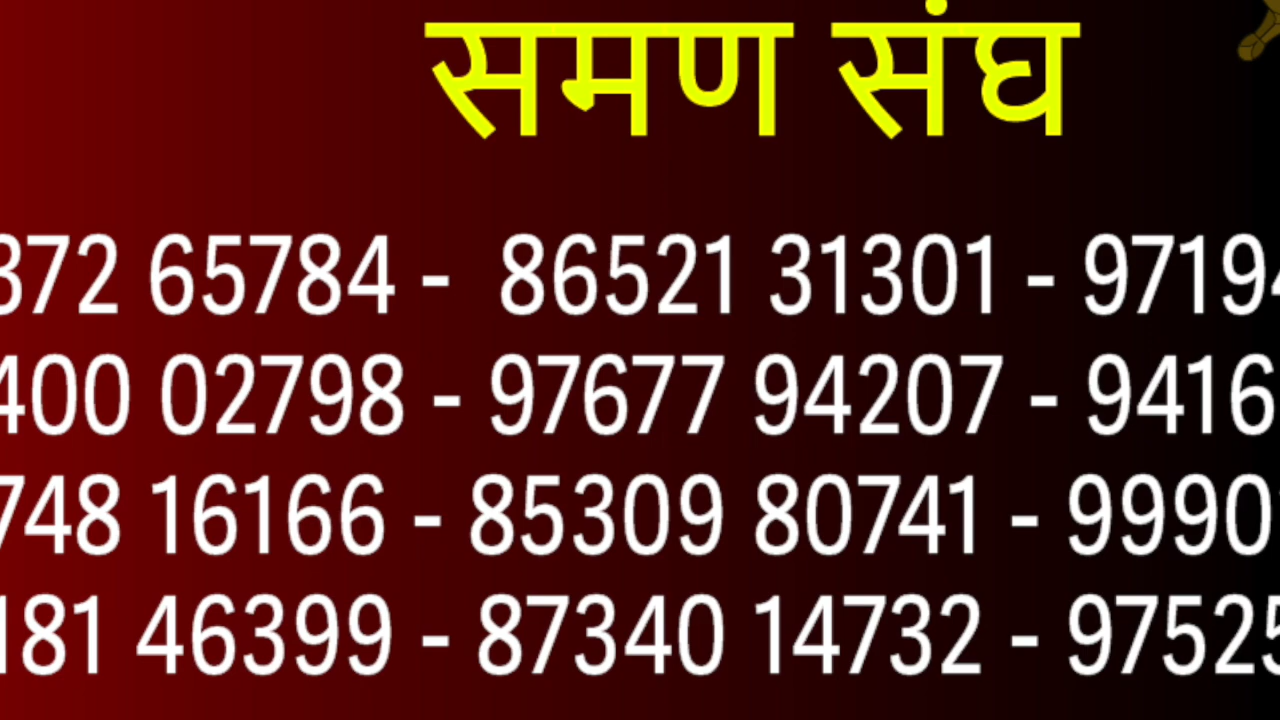 समण संघ
372 65784 - 86521 31301 - 9719
400 02798 - 97677 94207 - 9416
748 16166 - 85309 80741 - 9990
181 46399 - 87340 14732 - 97525